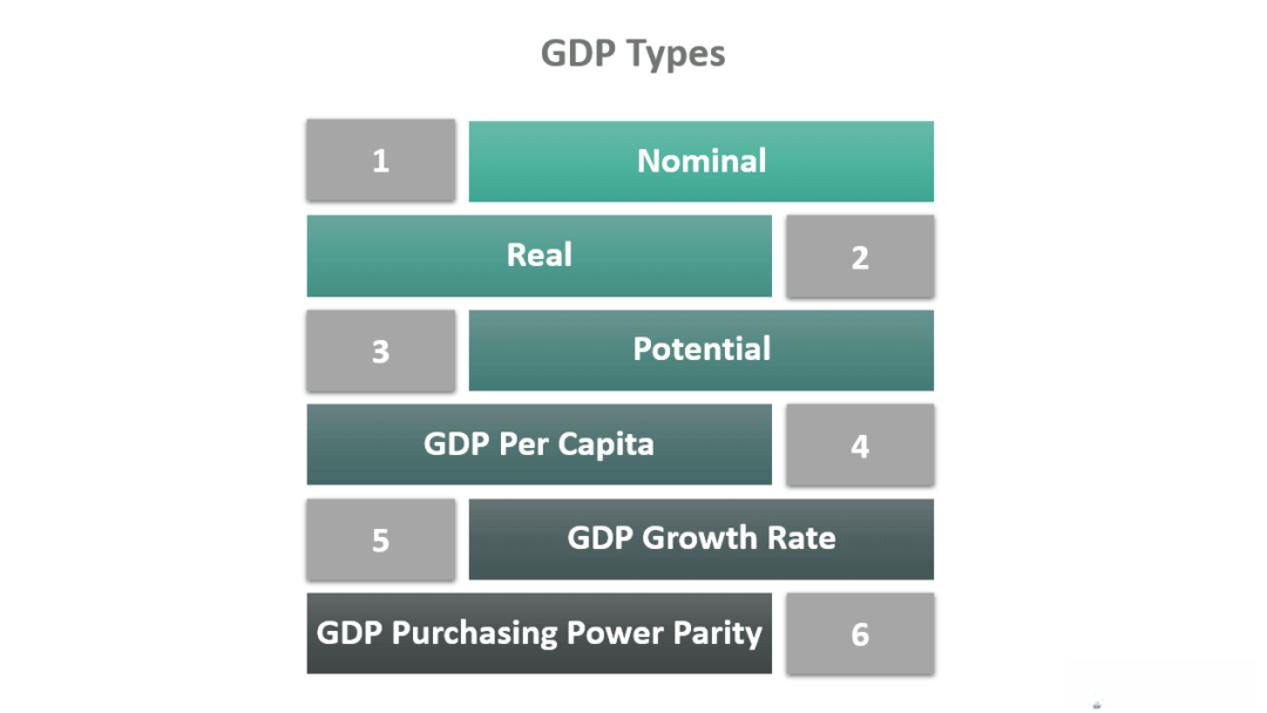 GDP Types
1 Nominal
Real 2
3 Potential
GDP Per Capita 4
5 GDP Growth Rate
GDP Purchasing Power Parity 6